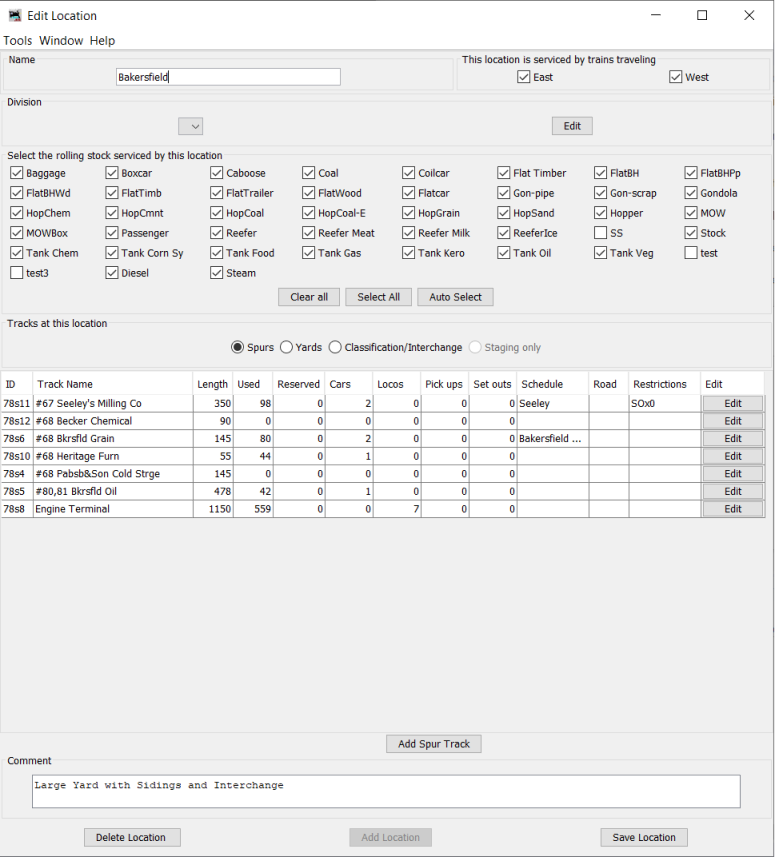 Edit Location
Tools Window Help
Name
This location is serviced by trains traveling
Bakersfield
East West
Division
Edit
Select the rolling stock serviced by this location
Baggage Boxcar Caboose Coal Coilcar Flat Timber FlatBH FlatBHPp
FlatBHWd FlatTimb FlatTrailer FlatWood Flatcar Gon-pipe Gon-scrap Gondola
HopChem HopCmnt HopCoal HopCoal-E HopGrain HopSand Hopper MOW
MOWBox Passenger Reefer Reefer Meat Reefer Milk ReeferIce SS Stock
Tank Chem Tank Corn Sy Tank Food Tank Gas Tank Kero Tank Oil Tank Veg test
test3 Diesel Steam
Clear all Select All Auto Select
Tracks at this location
Spurs Yards Classification/Interchange Staging only
ID Track Name Length Used Reserved Cars Locos Pick ups Set outs Schedule Road Restrictions Edit
78s11 #67 Seeley's Milling Co 350 98 0 2 0 0 0 Seeley SOx0 Edit
78s12 #68 Becker Chemical 90 0 0 0 0 0 0 Edit
78s6 #68 Bkrsfld Grain 145 80 0 2 0 0 0 Bakersfield ... Edit
78s10 #68 Heritage Furn 55 44 0 1 0 0 0 Edit
78s4 #68 Pabsb&Son Cold Strge 145 0 0 0 0 0 0 Edit
78s5 #80,81 Bkrsfld Oil 478 42 0 1 0 0 0 Edit
78s8 Engine Terminal 1150 559 0 0 7 0 0 Edit
Add Spur Track
Comment
Large Yard with Sidings and Interchange
Delete Location Add Location Save Location